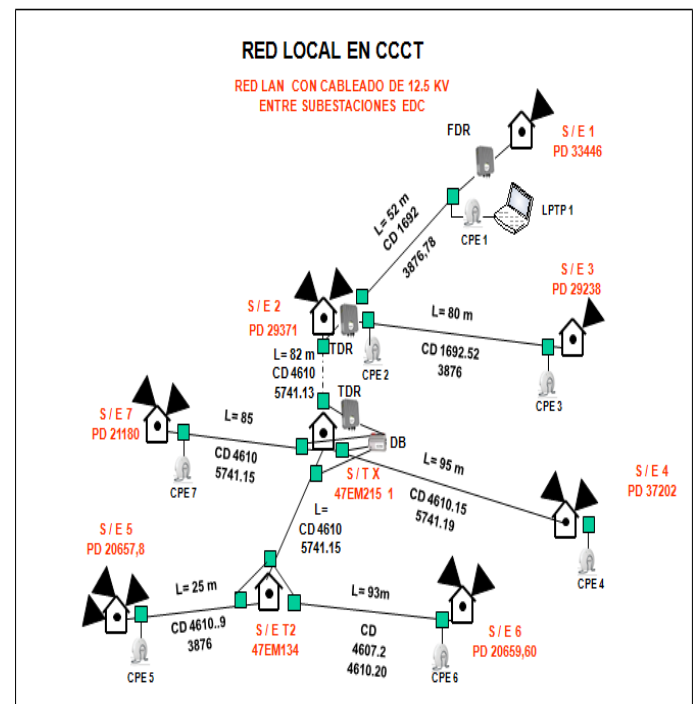 RED LOCAL EN CCCT
RED LAN CON CABLEADO DE 12.5 KV
ENTRE SUBESTACIONES EDC
FDR
S / E 1
PD 33446
L= 52 m
CD 1692
3876,78
CPE 1
LPTP 1
S / E 2
PD 29371
TDR
CPE 2
L= 80 m
CD 1692.52
3876
S / E 3
PD 29238
CPE 3
L= 82 m
CD 4610
5741.13
TDR
DB
S / E 7
PD 21180
L= 85
CD 4610
5741.15
CPE 7
S / T X
47EM215 1
L= 95 m
CD 4610.15
5741.19
S / E 4
PD 37202
CPE 4
L=
CD 4610
5741.15
S / E 5
PD 20657,8
L= 25 m
CD 4610..9
3876
CPE 5
S / E T2
47EM134
L= 93m
CD
4607.2
4610.20
CPE 6
S / E 6
PD 20659,60